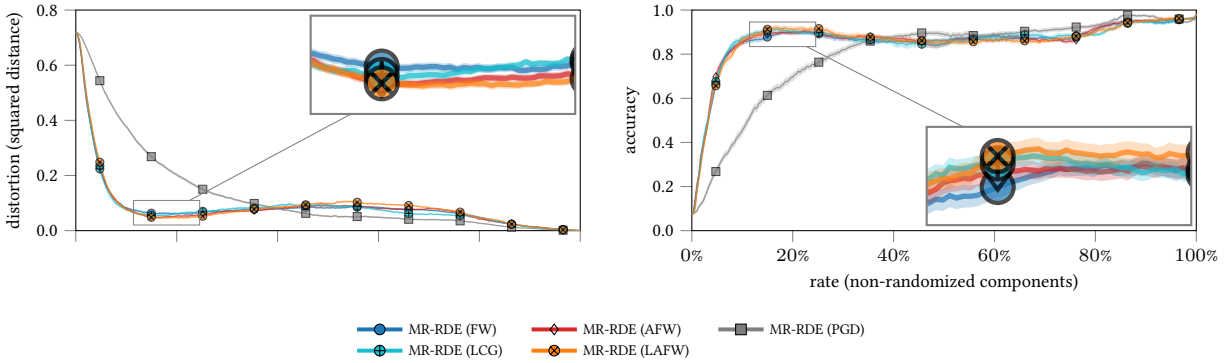 distortion (squared distance)
0.8
0.6
0.4
0.2
0.0
accuracy
1.0
0.8
0.6
0.4
0.2
0.0
0% 20% 40% 60% 80% 100%
rate (non-randomized components)
MR-RDE (FW) MR-RDE (AFW) MR-RDE (PGD)
MR-RDE (LCG) MR-RDE (LAFW)